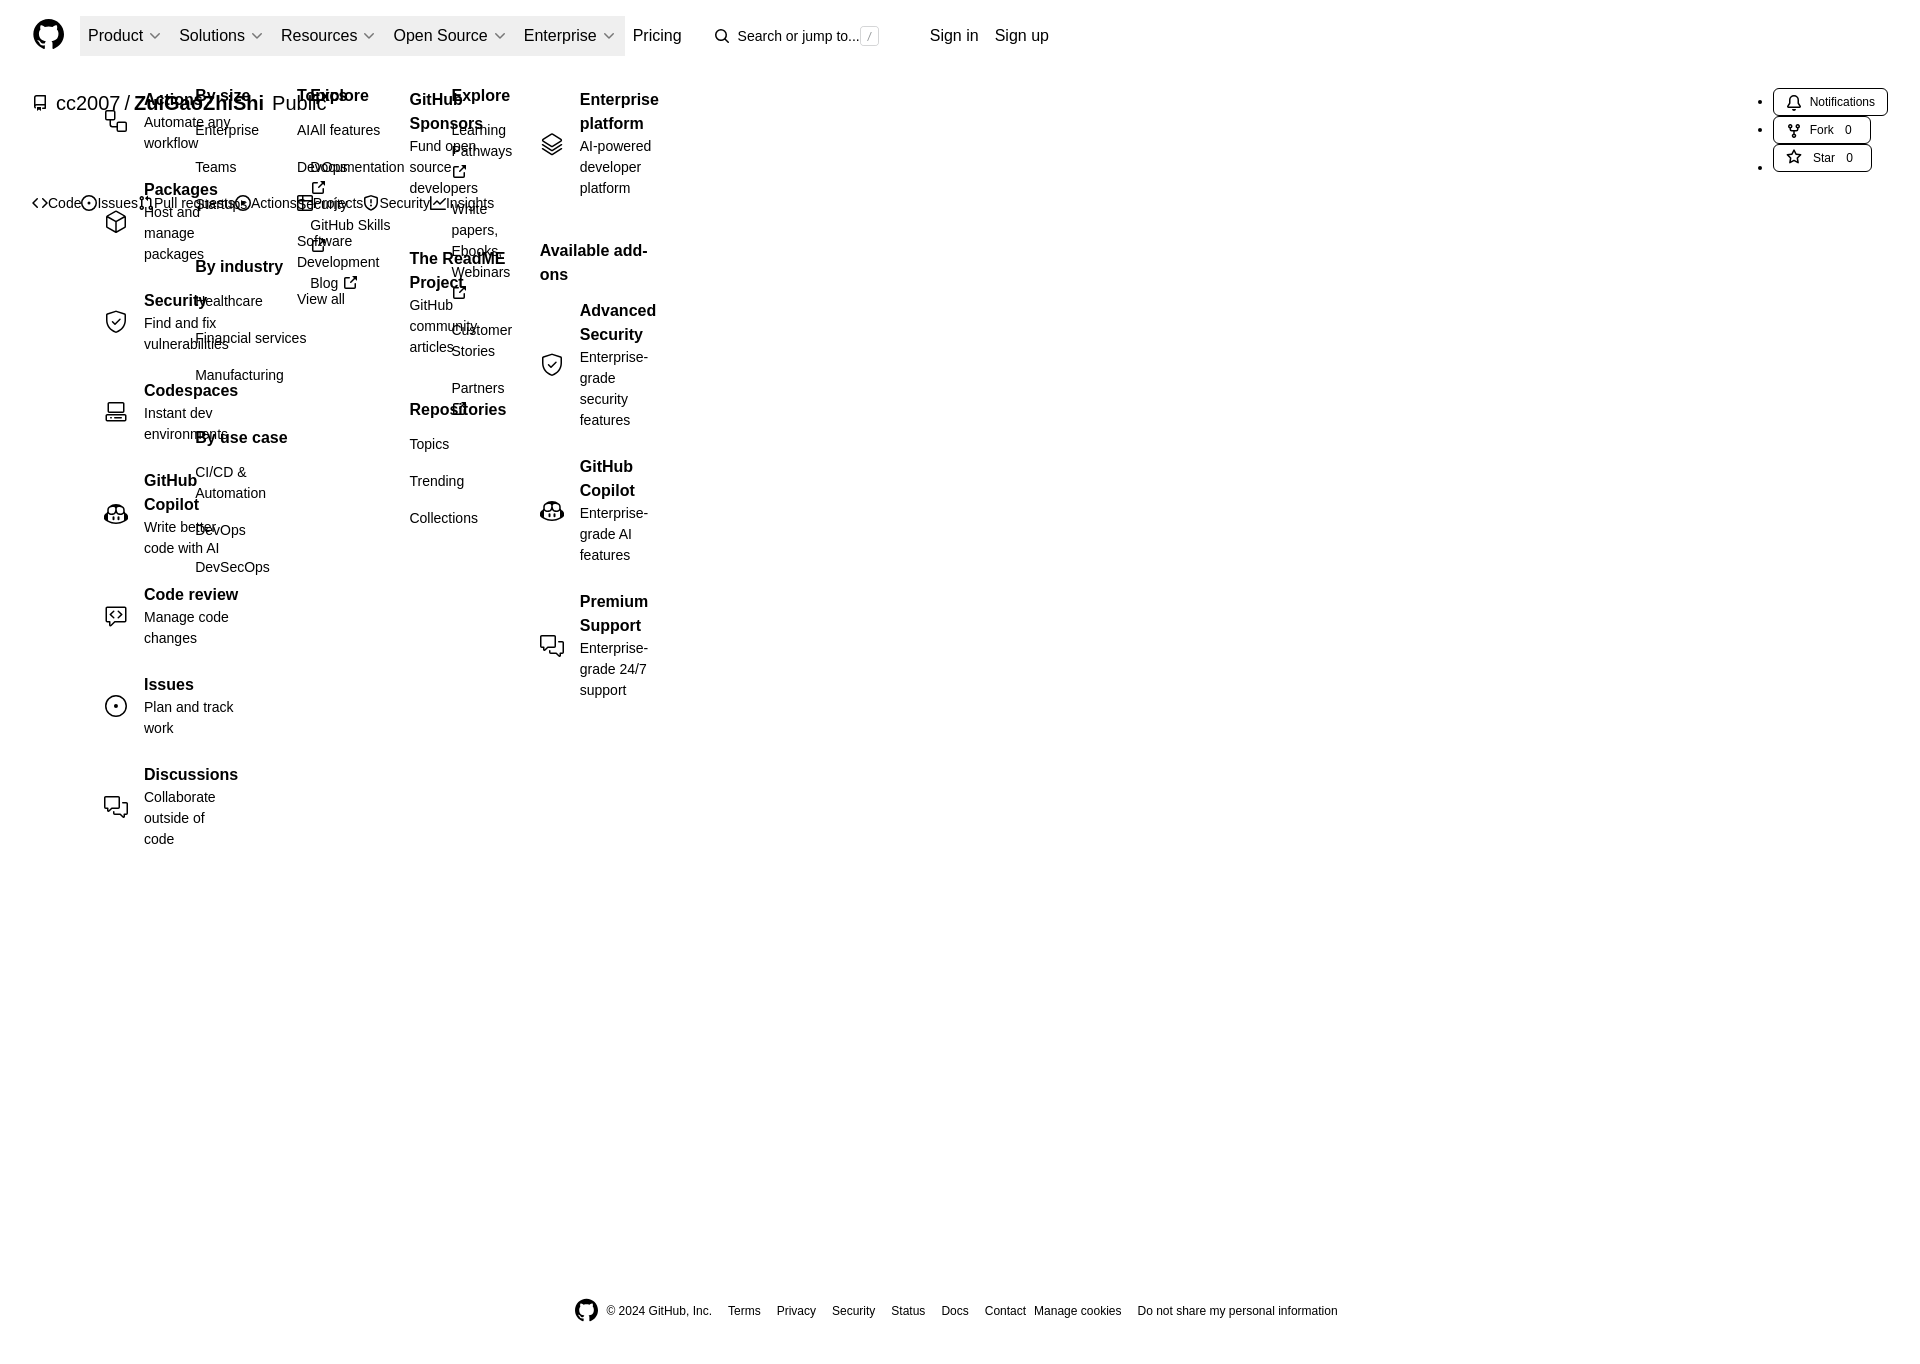 Product
Solutions
Resources
Open Source
Enterprise
Pricing
Search or jump to...
/
Sign in
Sign up
cc2007 / ZuiGaoZhiShi Public
Notifications
Fork 0
Star 0
Code
Issues
Pull requests
Actions
Projects
Security
Insights
Actions
Automate any
workflow
Packages
Host and
manage
packages
Security
Find and fix
vulnerabilities
Codespaces
Instant dev
environments
GitHub
Copilot
Write better
code with AI
Code review
Manage code
changes
Issues
Plan and track
work
Discussions
Collaborate
outside of
code
By size
Enterprise
Teams
Startups
By industry
Healthcare
Financial services
Manufacturing
By use case
CI/CD &
Automation
DevOps
DevSecOps
Topics
AI
DevOps
Security
Software
Development
View all
Explore
All features
Documentation
GitHub Skills
Blog
GitHub
Sponsors
Fund open
source
developers
The ReadME
Project
GitHub
community
articles
Repositories
Topics
Trending
Collections
Explore
Learning
Pathways
White
papers,
Ebooks,
Webinars
Customer
Stories
Partners
Enterprise
platform
AI-powered
developer
platform
Available add-
ons
Advanced
Security
Enterprise-
grade
security
features
GitHub
Copilot
Enterprise-
grade AI
features
Premium
Support
Enterprise-
grade 24/7
support
© 2024 GitHub, Inc.
Terms
Privacy
Security
Status
Docs
Contact
Manage cookies
Do not share my personal information